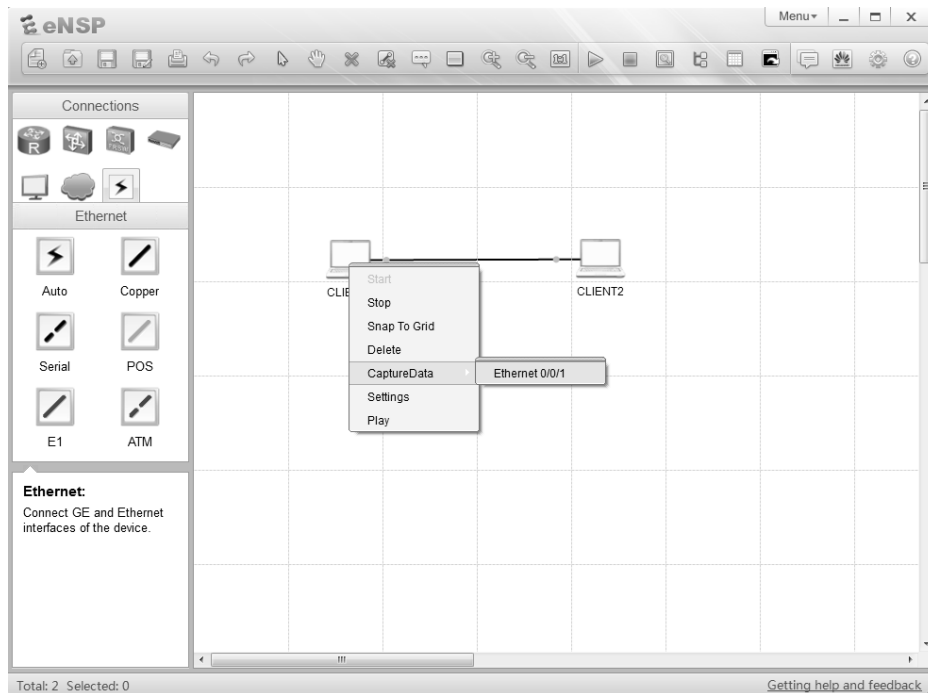 eNSP
Menu
Connections
R
Ethernet
Auto
Copper
Serial
POS
E1
ATM
Ethernet:
Connect GE and Ethernet
interfaces of the device.
CLIE
CLIENT2
Start
Stop
Snap To Grid
Delete
CaptureData
Ethernet 0/0/1
Settings
Play
Total: 2 Selected: 0
Getting help and feedback